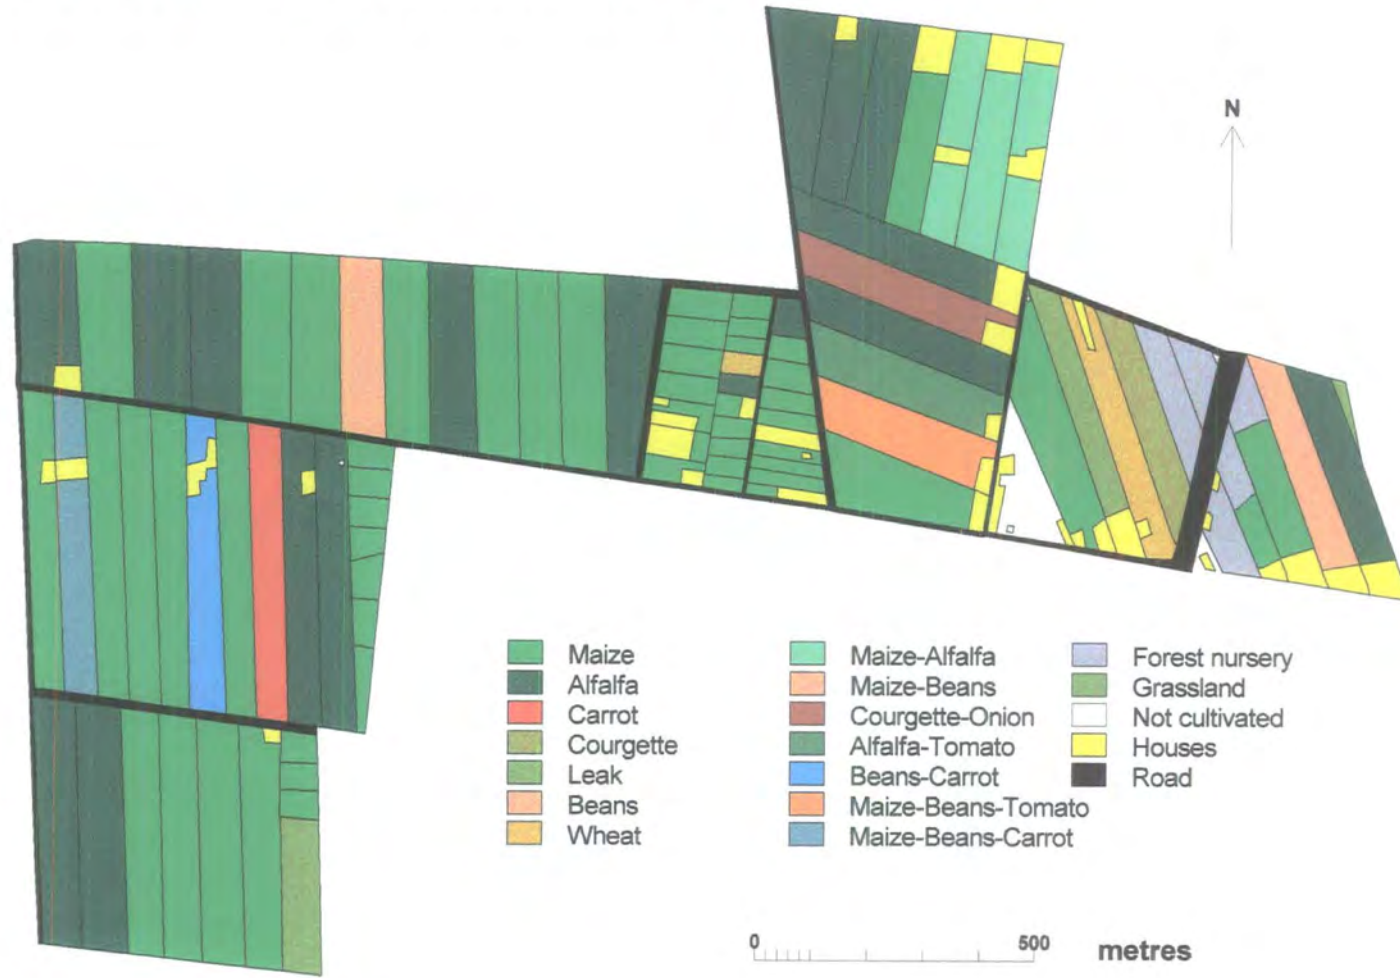 N
Maize
Alfalfa
Carrot
Courgette
Leak
Beans
Wheat
Maize-Alfalfa
Maize-Beans
Courgette-Onion
Alfalfa-Tomato
Beans-Carrot
Maize-Beans-Tomato
Maize-Beans-Carrot
Forest nursery
Grassland
Not cultivated
Houses
Road
0 500 metres